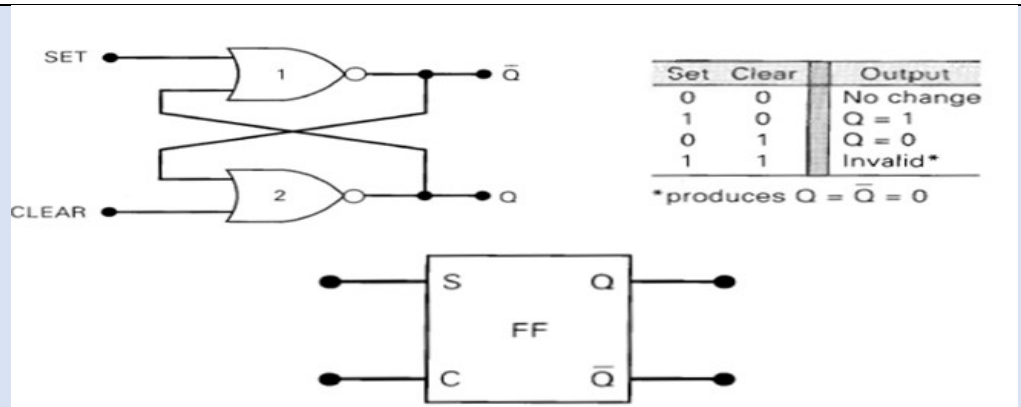 SET
1
Q̅
CLEAR
2
Q
Set Clear Output
0 0 No change
1 0 Q = 1
0 1 Q = 0
1 1 Invalid*
*produces Q = Q̅ = 0
S Q
FF
C Q̅